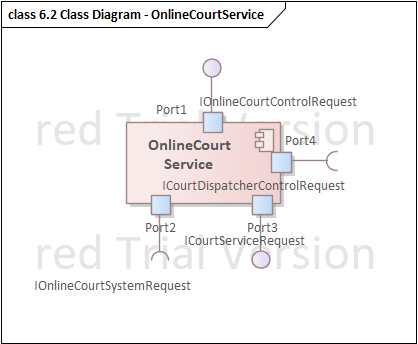 class 6.2 Class Diagram - OnlineCourtService
Port1
IOnlineCourtControlRequest
red Trial Version
OnlineCourt
Service
Port4
ICourtDispatcherControlRequest
Port2
Port3
ICourtServiceRequest
red Trial Version
IOnlineCourtSystemRequest